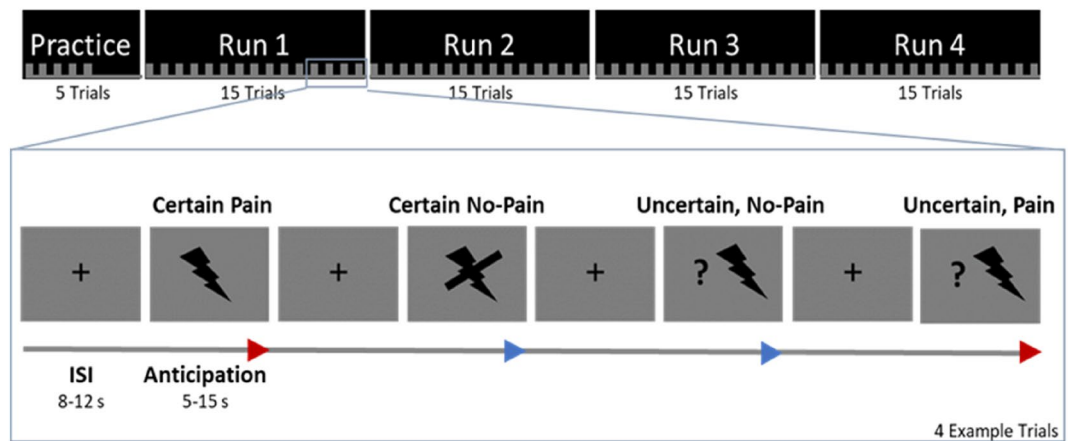 Practice Run 1 Run 2 Run 3 Run 4
5 Trials 15 Trials 15 Trials 15 Trials 15 Trials
Certain Pain Certain No-Pain Uncertain, No-Pain Uncertain, Pain
+ + + ? + ?
ISI Anticipation
8-12 s 5-15 s
4 Example Trials